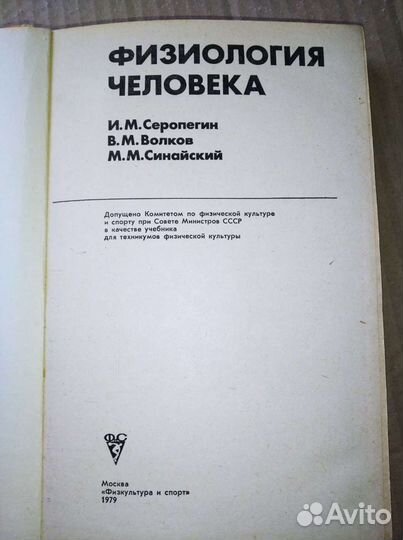 ФИЗИОЛОГИЯ
ЧЕЛОВЕКА
И.М.Серопегин
В.М.Волков
М.М.Синайский
Допущено Комитетом по физической культуре
и спорту при Совете Министров СССР
в качестве учебника
для техникумов физической культуры
ФиС
Москва
«Физкультура и спорт»
1979
Avito